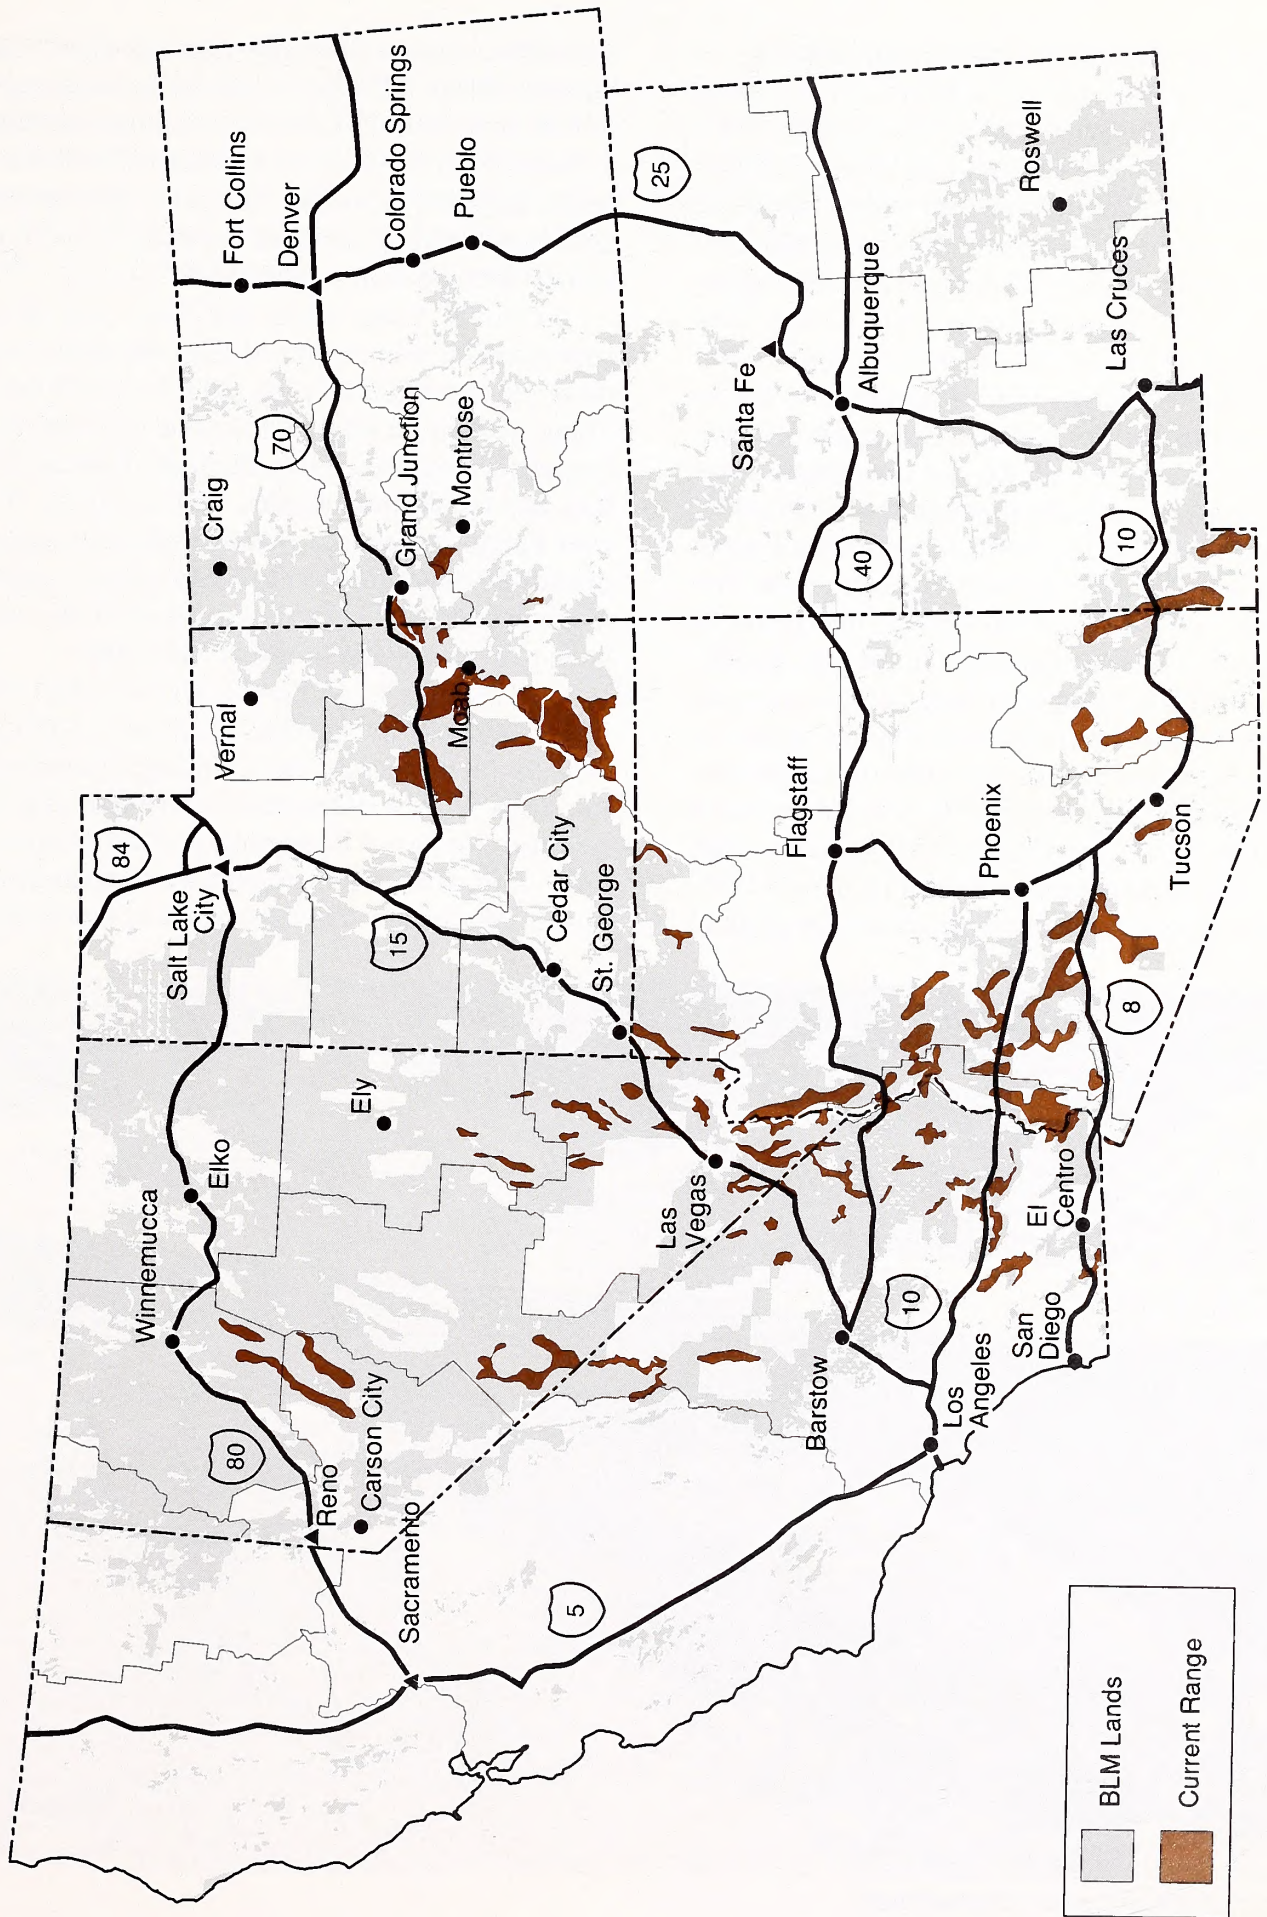 Winnemucca
Elko
Salt Lake
City
84
Vernal
Craig
Fort Collins
Denver
80
Reno
Carson City
Ely
15
70
Grand Junction
Montrose
Colorado Springs
Pueblo
Sacramento
Cedar City
St. George
Moab
5
Las
Vegas
25
Santa Fe
Barstow
Flagstaff
40
Albuquerque
Los
Angeles
10
Phoenix
Roswell
San
Diego
El
Centro
8
Tucson
10
Las Cruces
BLM Lands
Current Range